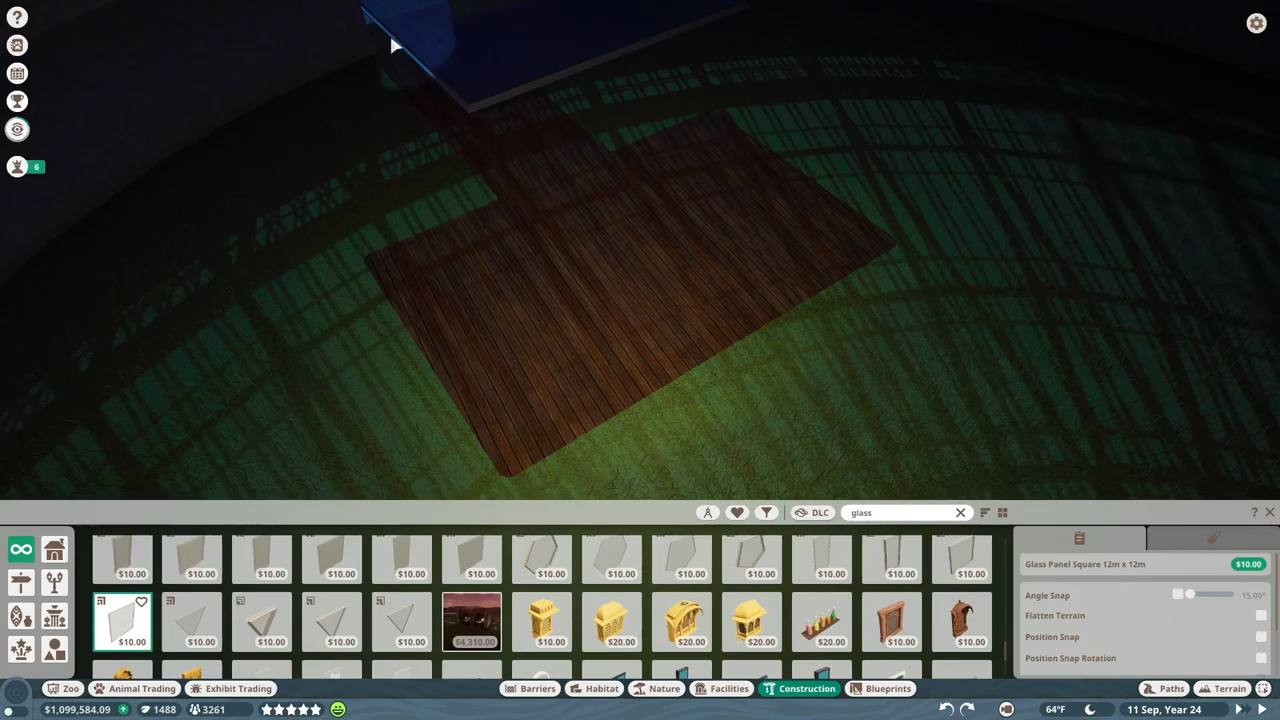 6
DLC
glass
$10.00 $10.00 $10.00 $10.00 $10.00 $10.00 $10.00 $10.00 $10.00 $10.00 $10.00 $10.00 $10.00
$10.00 $10.00 $10.00 $10.00 $10.00 $4,310.00 $10.00 $20.00 $20.00 $20.00 $20.00 $10.00 $10.00
Glass Panel Square 12m x 12m $10.00
Angle Snap 15.00°
Flatten Terrain
Position Snap
Position Snap Rotation
Zoo Animal Trading Exhibit Trading Barriers Habitat Nature Facilities Construction Blueprints Paths Terrain
$1,099,584.09 1488 3261 64°F 11 Sep, Year 24